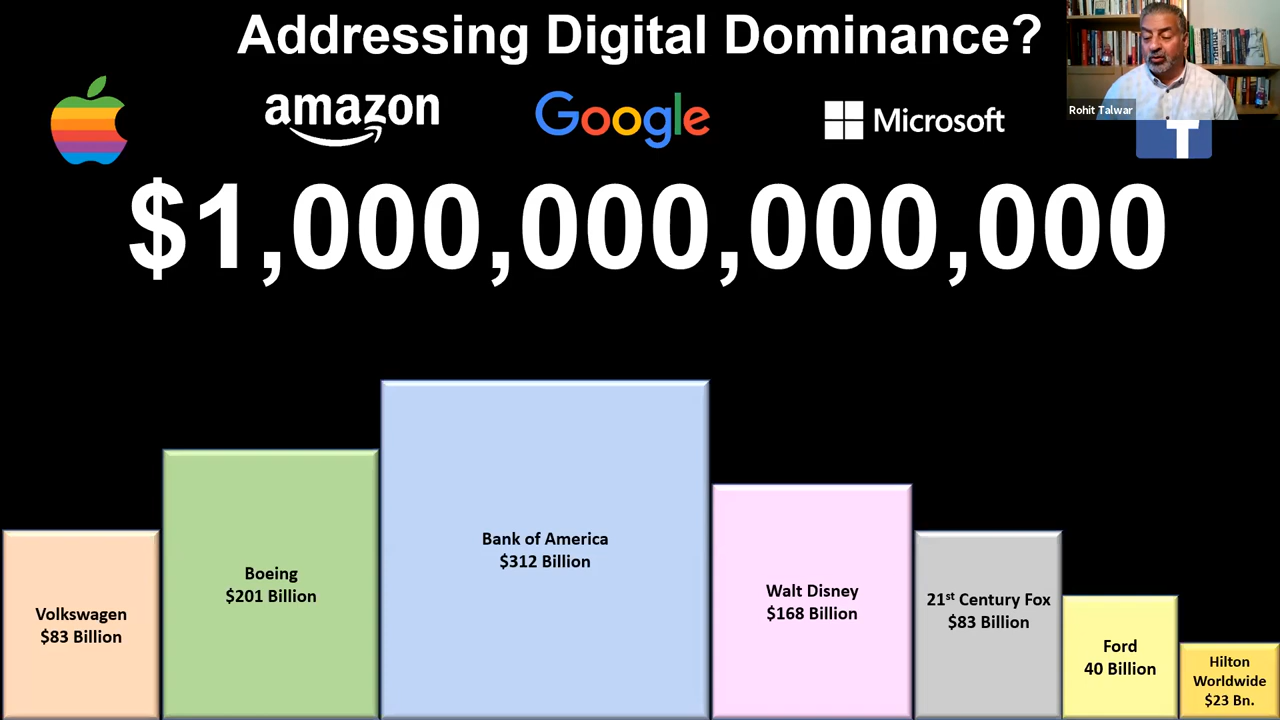 Addressing Digital Dominance?
Rohit Talwar
amazon
Google
Microsoft
$1,000,000,000,000
Volkswagen
$83 Billion
Boeing
$201 Billion
Bank of America
$312 Billion
Walt Disney
$168 Billion
21st Century Fox
$83 Billion
Ford
40 Billion
Hilton
Worldwide
$23 Bn.